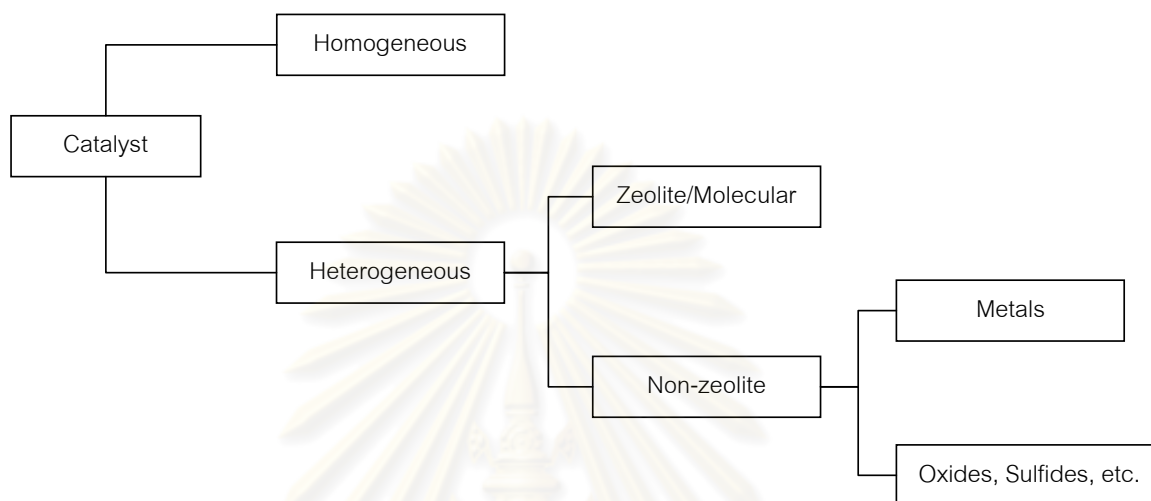 Homogeneous
Catalyst
Zeolite/Molecular
Heterogeneous
Metals
Non-zeolite
Oxides, Sulfides, etc.